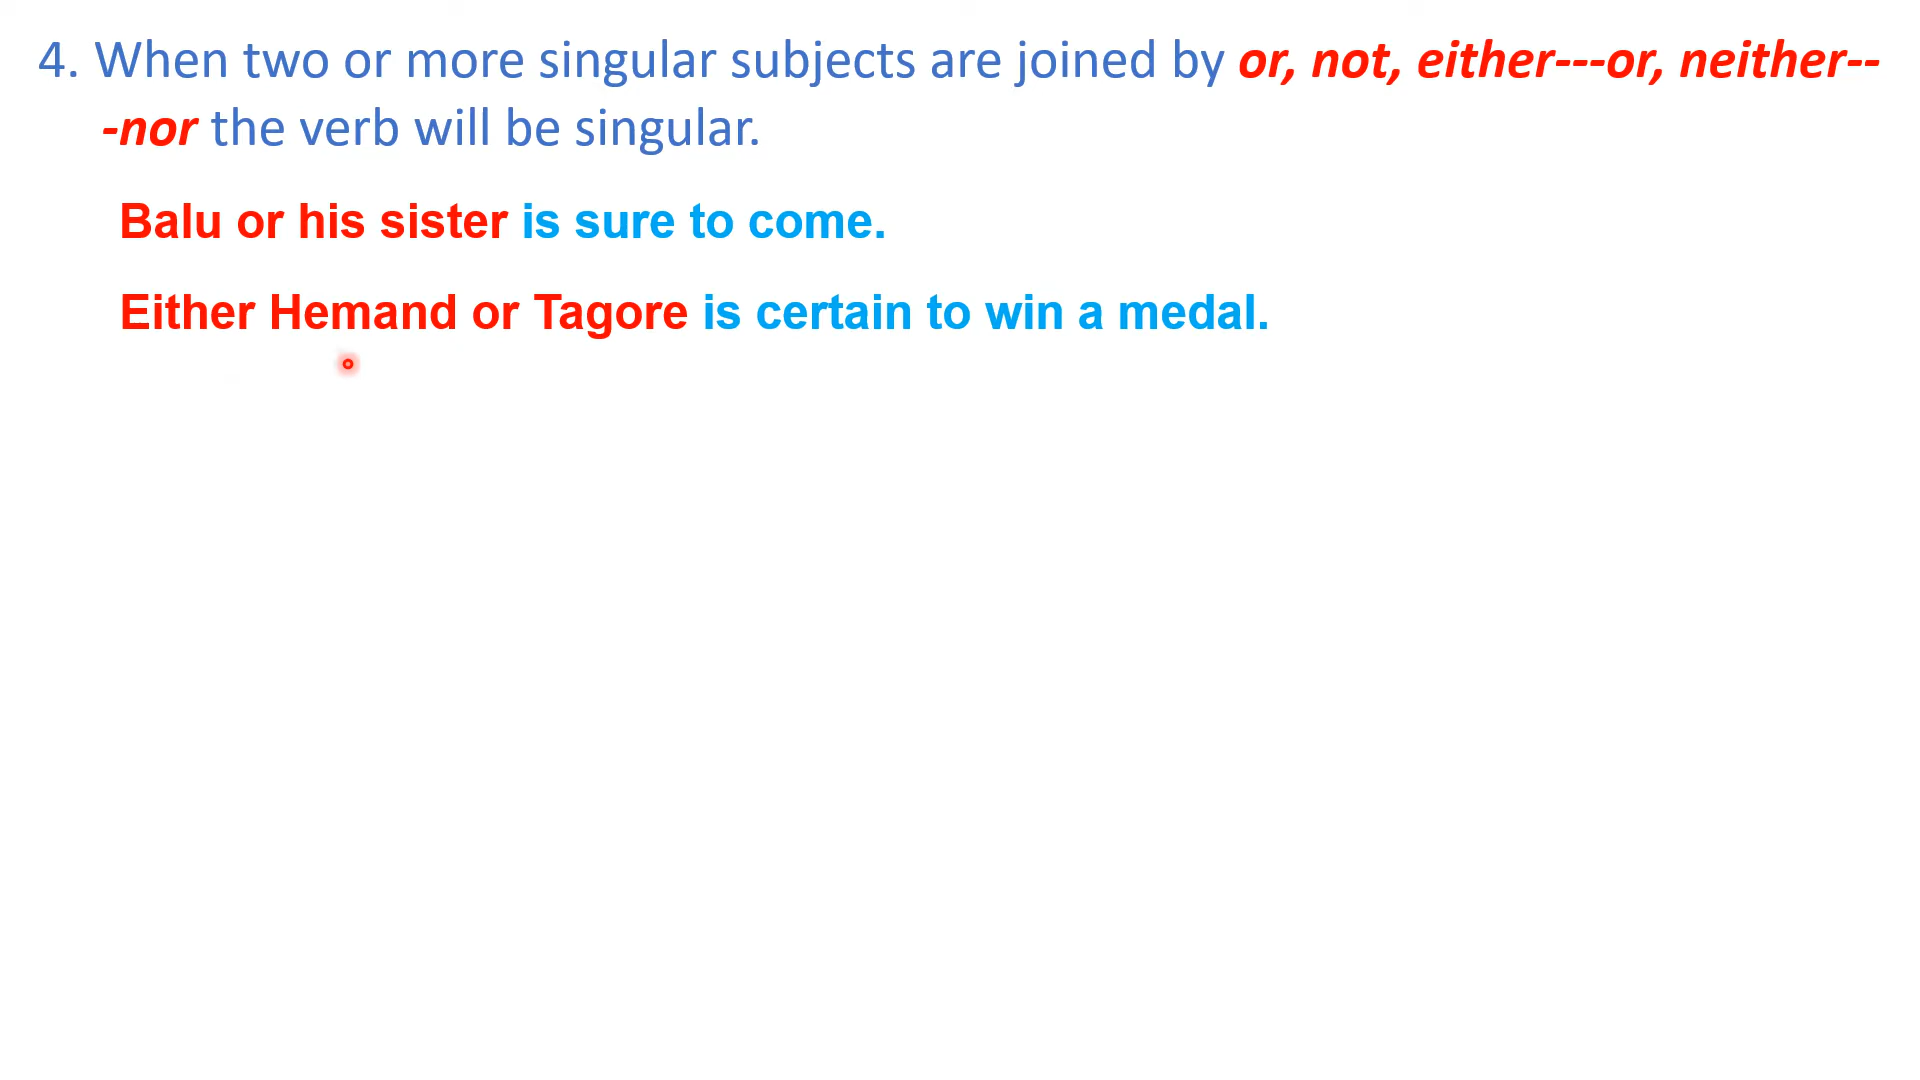 4. When two or more singular subjects are joined by or, not, either---or, neither--
-nor the verb will be singular.
Balu or his sister is sure to come.
Either Hemand or Tagore is certain to win a medal.